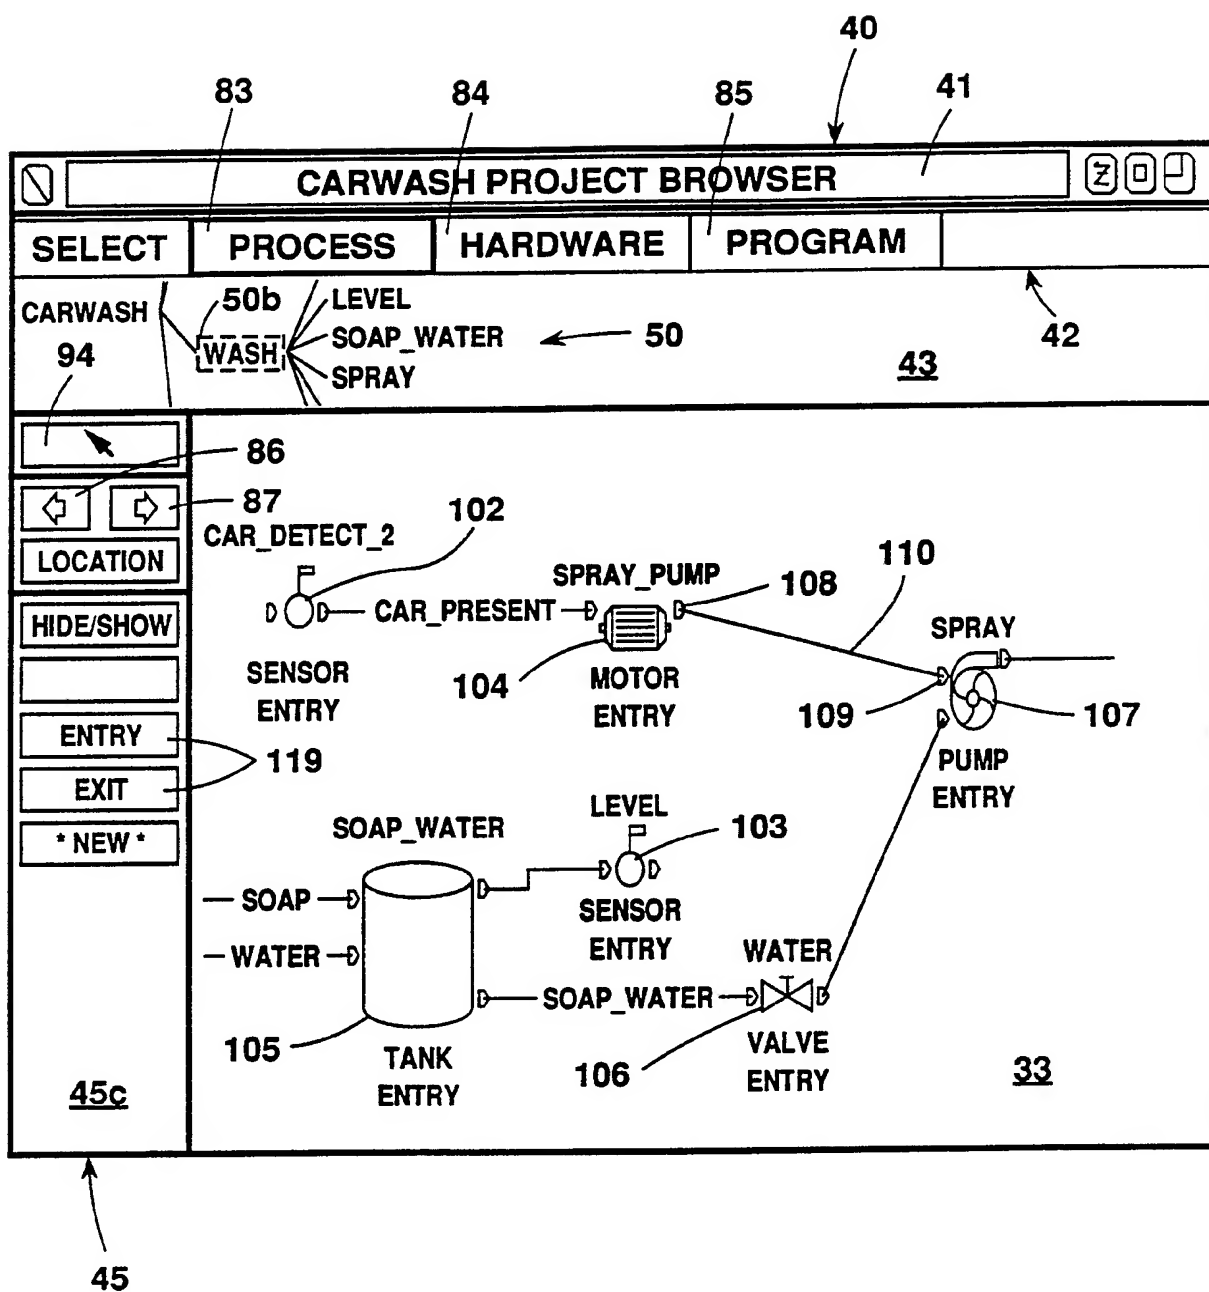 40
83
84
85
41
CARWASH PROJECT BROWSER
Z
SELECT
PROCESS
HARDWARE
PROGRAM
CARWASH
50b
WASH
LEVEL
SOAP_WATER
SPRAY
50
43
42
94
86
87
LOCATION
HIDE/SHOW
ENTRY
119
EXIT
* NEW *
CAR_DETECT_2
102
CAR_PRESENT
SENSOR
ENTRY
SPRAY_PUMP
108
110
104
MOTOR
ENTRY
SPRAY
109
107
PUMP
ENTRY
SOAP_WATER
LEVEL
103
SOAP
WATER
SENSOR
ENTRY
WATER
SOAP_WATER
105
TANK
ENTRY
106
VALVE
ENTRY
33
45c
45